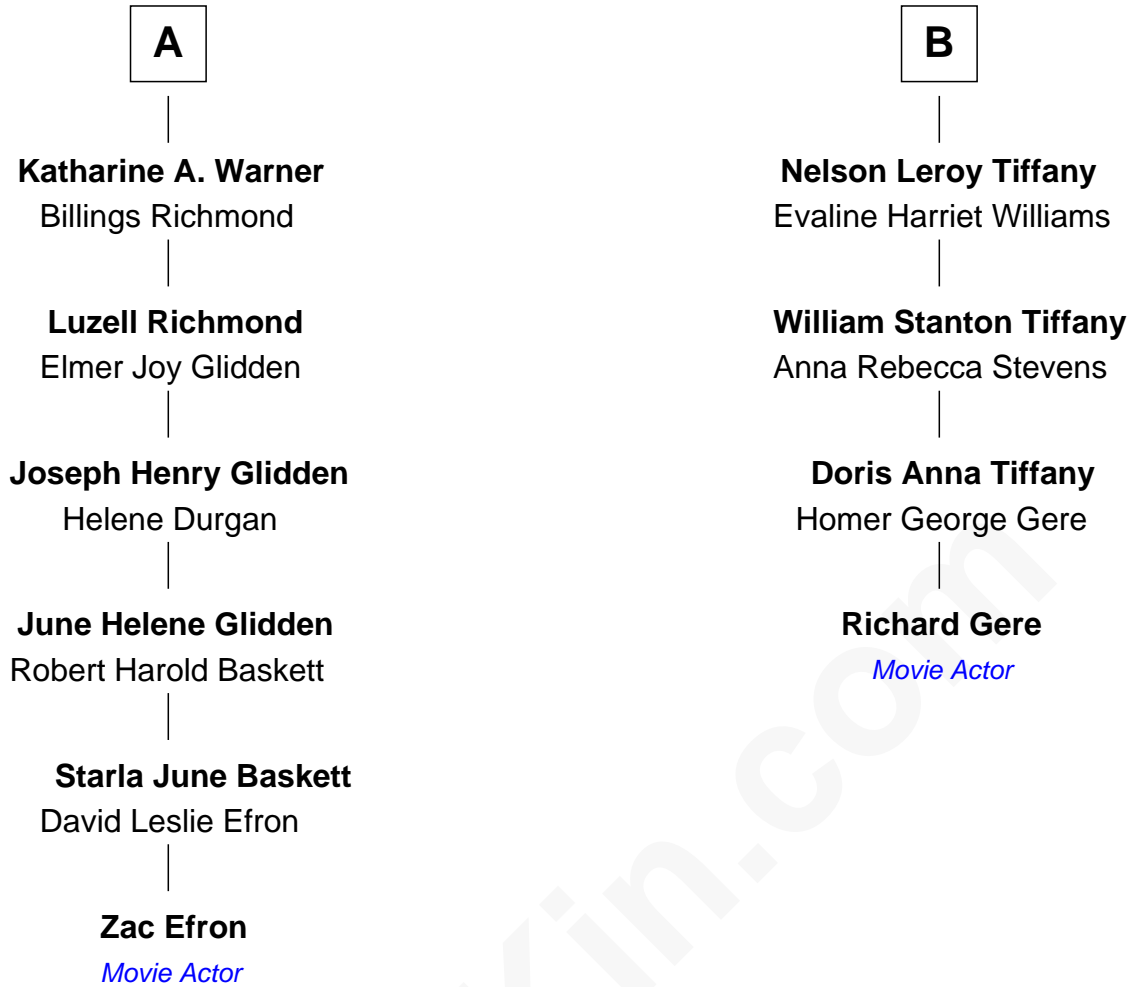 A
Katharine A. Warner
Billings Richmond
Luzell Richmond
Elmer Joy Glidden
Joseph Henry Glidden
Helene Durgan
June Helene Glidden
Robert Harold Baskett
Starla June Baskett
David Leslie Efron
Zac Efron
Movie Actor
B
Nelson Leroy Tiffany
Evaline Harriet Williams
William Stanton Tiffany
Anna Rebecca Stevens
Doris Anna Tiffany
Homer George Gere
Richard Gere
Movie Actor
Kin.com